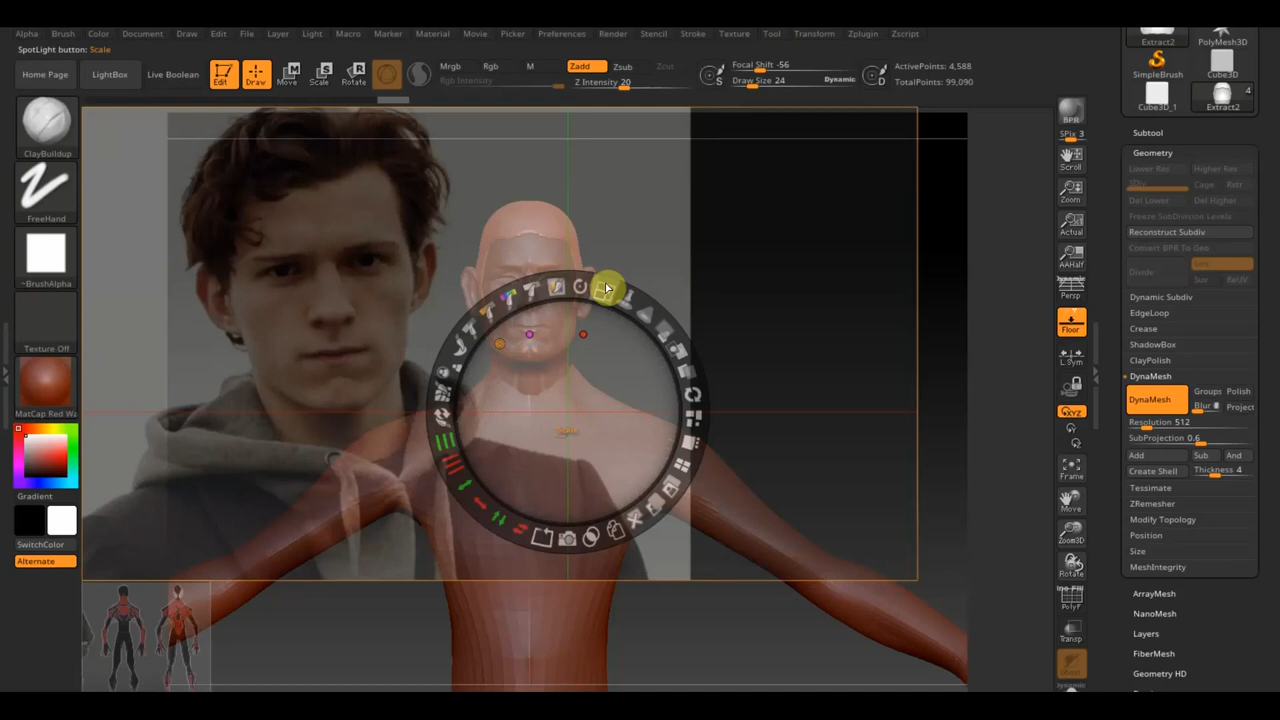 Alpha Brush Color Document Draw Edit File Layer Light Macro Marker Material Movie Picker Preferences Render Stencil Stroke Texture Tool Transform Zplugin Zscript
SpotLight button: Scale
Home Page LightBox Live Boolean Edit Draw Move Scale Rotate
Mrgb Rgb M Zadd Zsub Zcut
Rgb Intensity Z Intensity 20
Focal Shift -56
Draw Size 24 Dynamic
S D
ActivePoints: 4,588
TotalPoints: 99,090
ClayBuildup
FreeHand
~BrushAlpha
Texture Off
MatCap Red Wa
Gradient
SwitchColor
Alternate
Scale
BPR
SPix 3
Scroll
Zoom
Actual
AAHalf
Dynamic
Persp
Floor
L.Sym
XYZ
Frame
Move
Zoom3D
Rotate
PolyF
Transp
Dynamic
Extract2 PolyMesh3D
SimpleBrush Cube3D
4
Cube3D_1 Extract2
Subtool
Geometry
Lower Res Higher Res
SDiv Cage Rstr
Del Lower Del Higher
Freeze SubDivision Levels
Reconstruct Subdiv
Convert BPR To Geo
Divide
Suv ReUV
Dynamic Subdiv
EdgeLoop
Crease
ShadowBox
ClayPolish
DynaMesh
DynaMesh Groups Polish
Blur Project
Resolution 512
SubProjection 0.6
Add Sub And
Create Shell Thickness 4
Tessimate
ZRemesher
Modify Topology
Position
Size
MeshIntegrity
ArrayMesh
NanoMesh
Layers
FiberMesh
Geometry HD